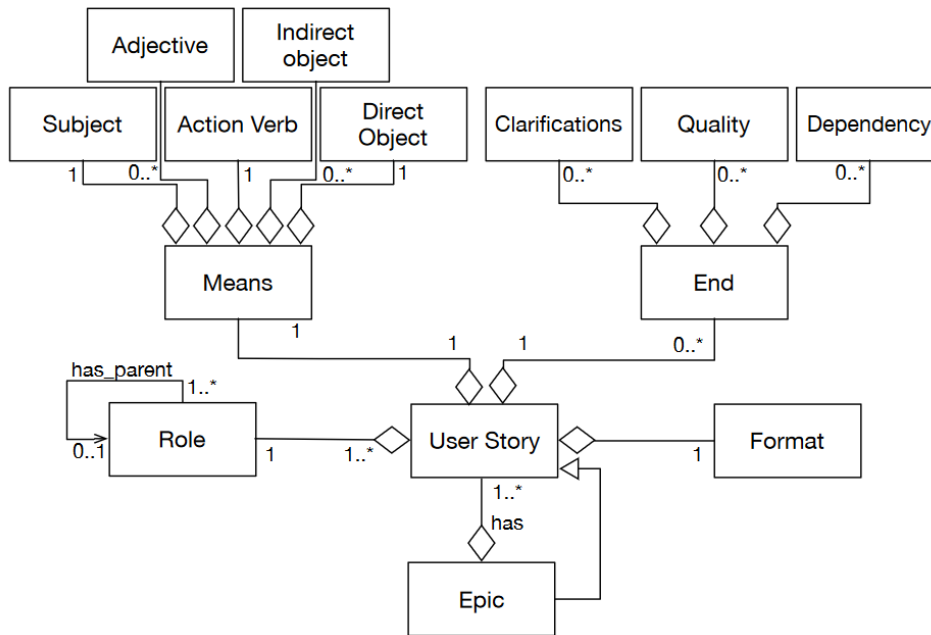 Adjective
Indirect
object
Subject
Action Verb
Direct
Object
Clarifications
Quality
Dependency
1
0..*
1
0..*
1
0..*
0..*
0..*
Means
End
1
1
1
0..*
has_parent
1..*
Role
0..1
1
1..*
User Story
Format
1
1..*
has
Epic